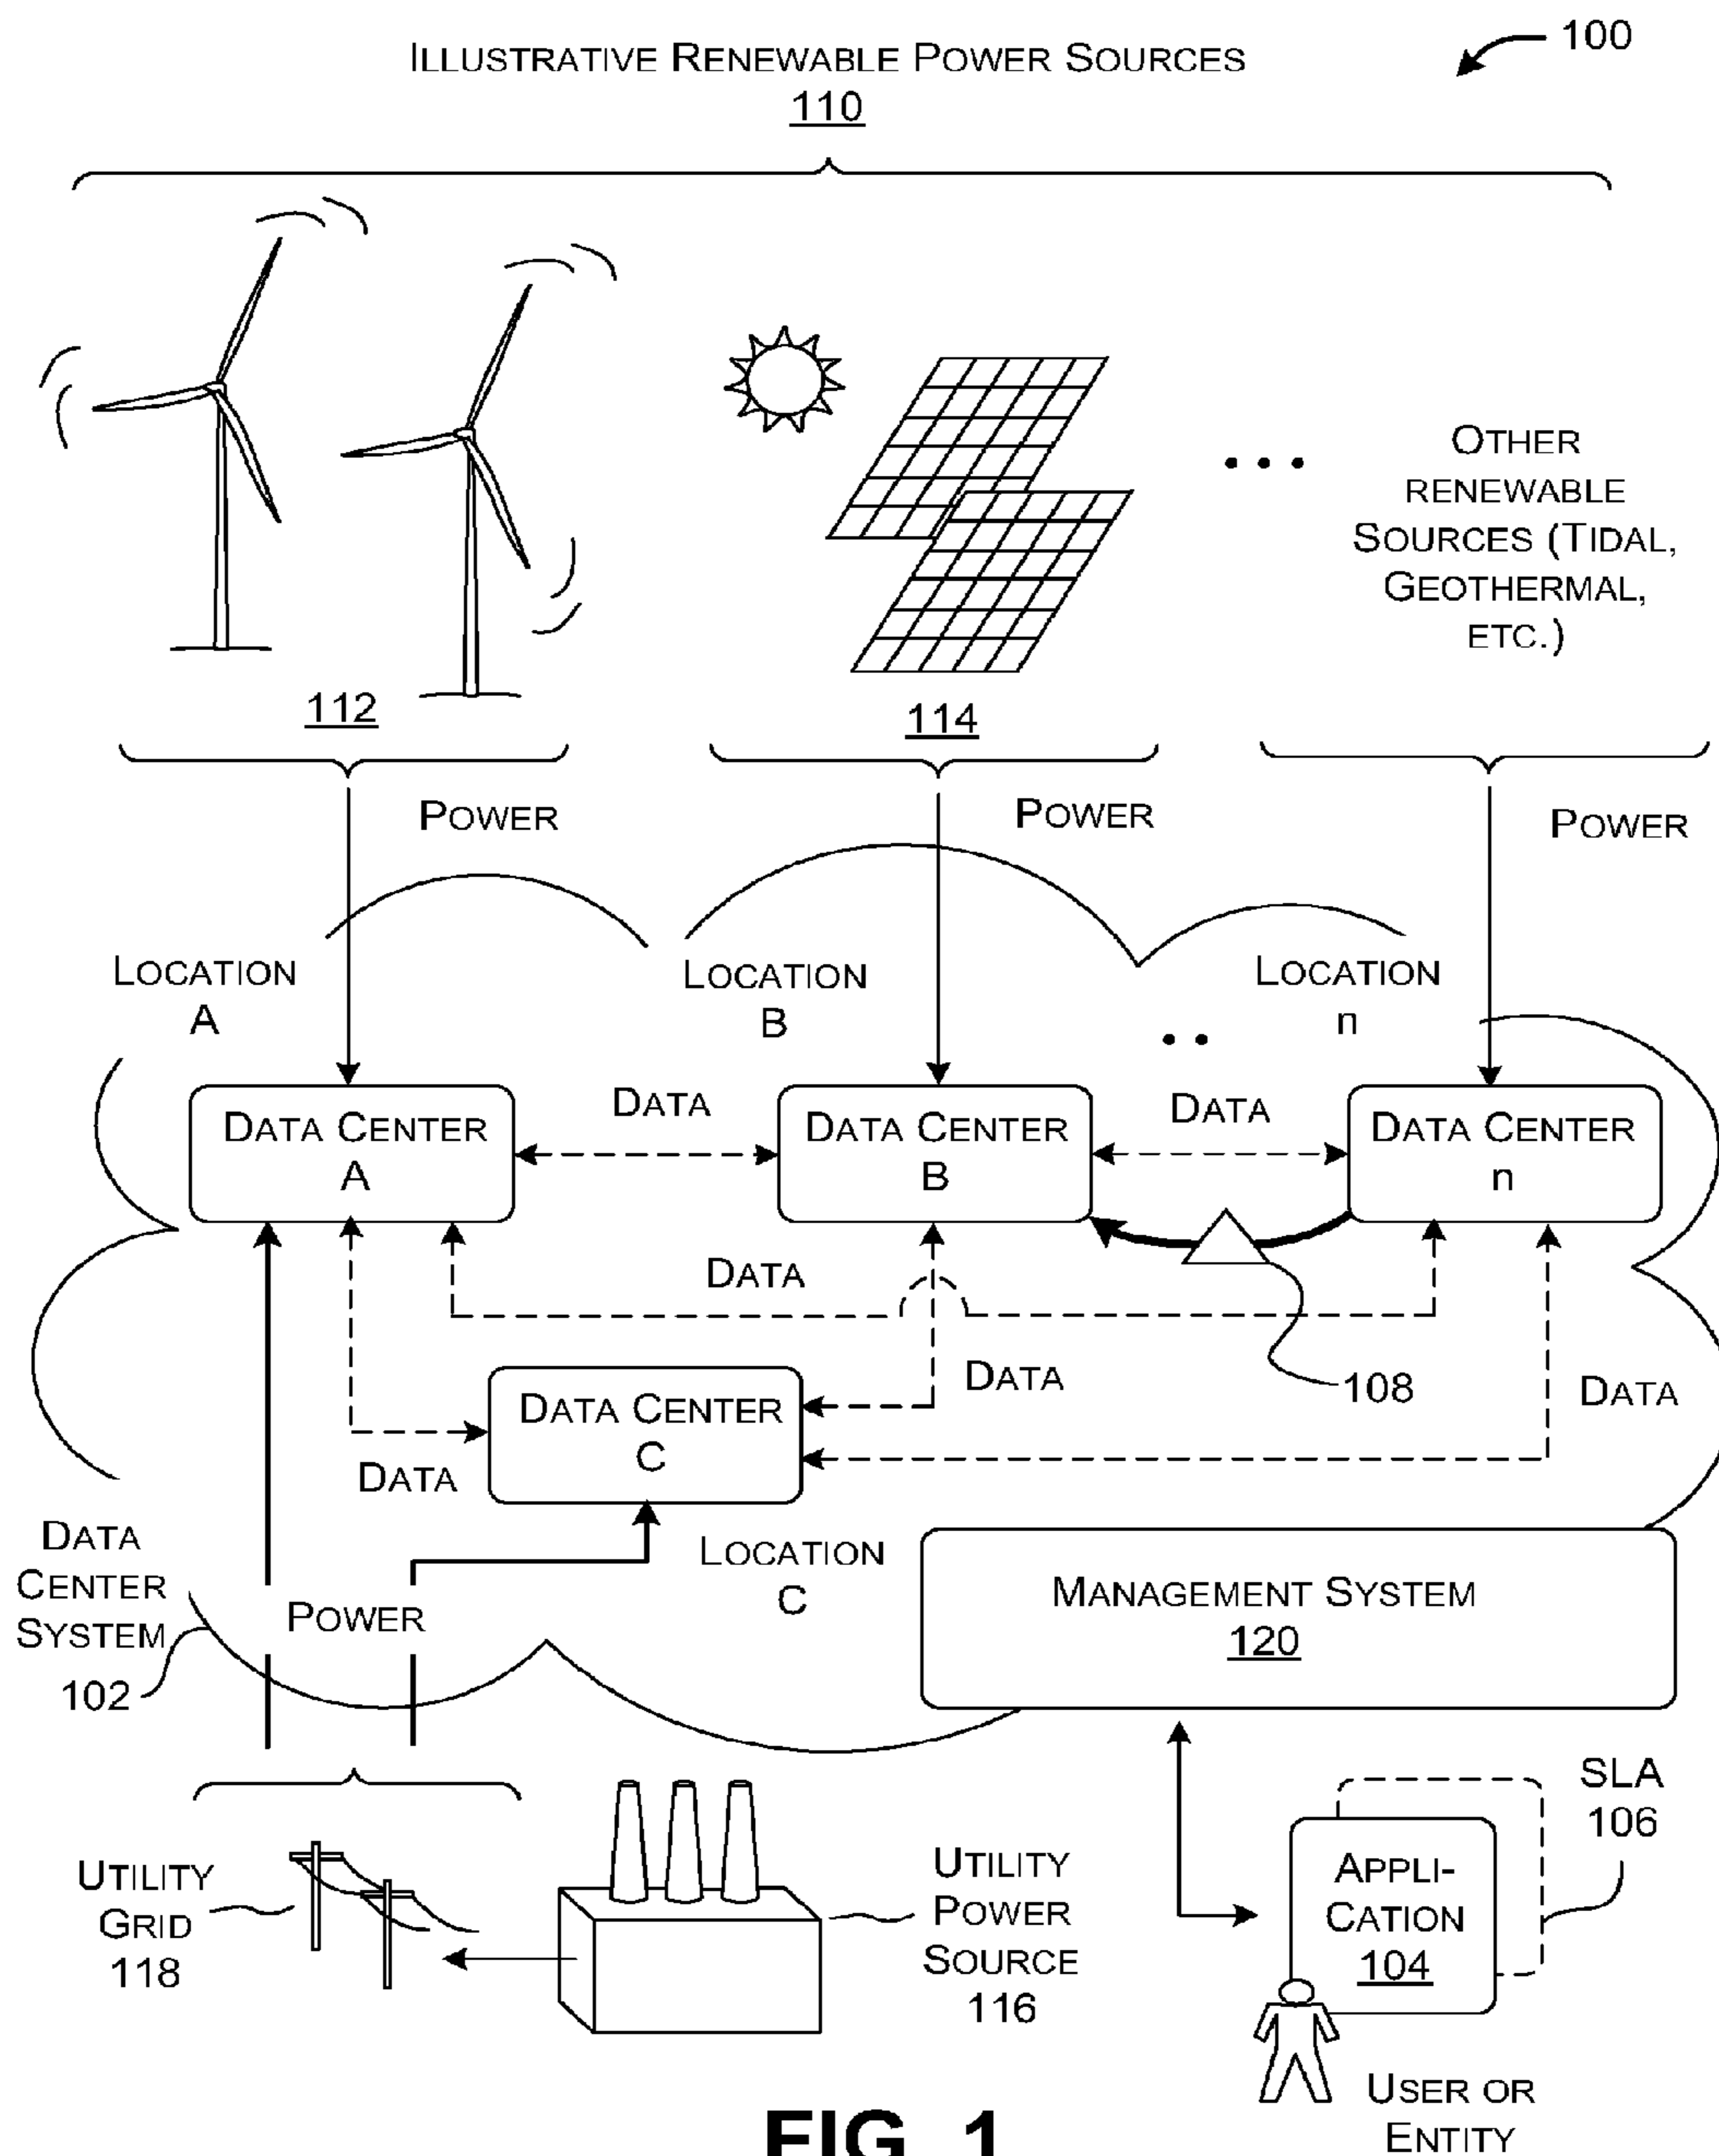 100
ILLUSTRATIVE RENEWABLE POWER SOURCES
110
OTHER
RENEWABLE
SOURCES (TIDAL,
GEOTHERMAL,
ETC.)
112
114
POWER
POWER
POWER
LOCATION
A
LOCATION
B
LOCATION
n
DATA CENTER
A
DATA
DATA CENTER
B
DATA
DATA CENTER
n
DATA
108
DATA CENTER
C
DATA
DATA
DATA
DATA
CENTER
SYSTEM
102
POWER
LOCATION
C
MANAGEMENT SYSTEM
120
UTILITY
GRID
118
UTILITY
POWER
SOURCE
116
SLA
106
APPLI-
CATION
104
USER OR
ENTITY
FIG. 1